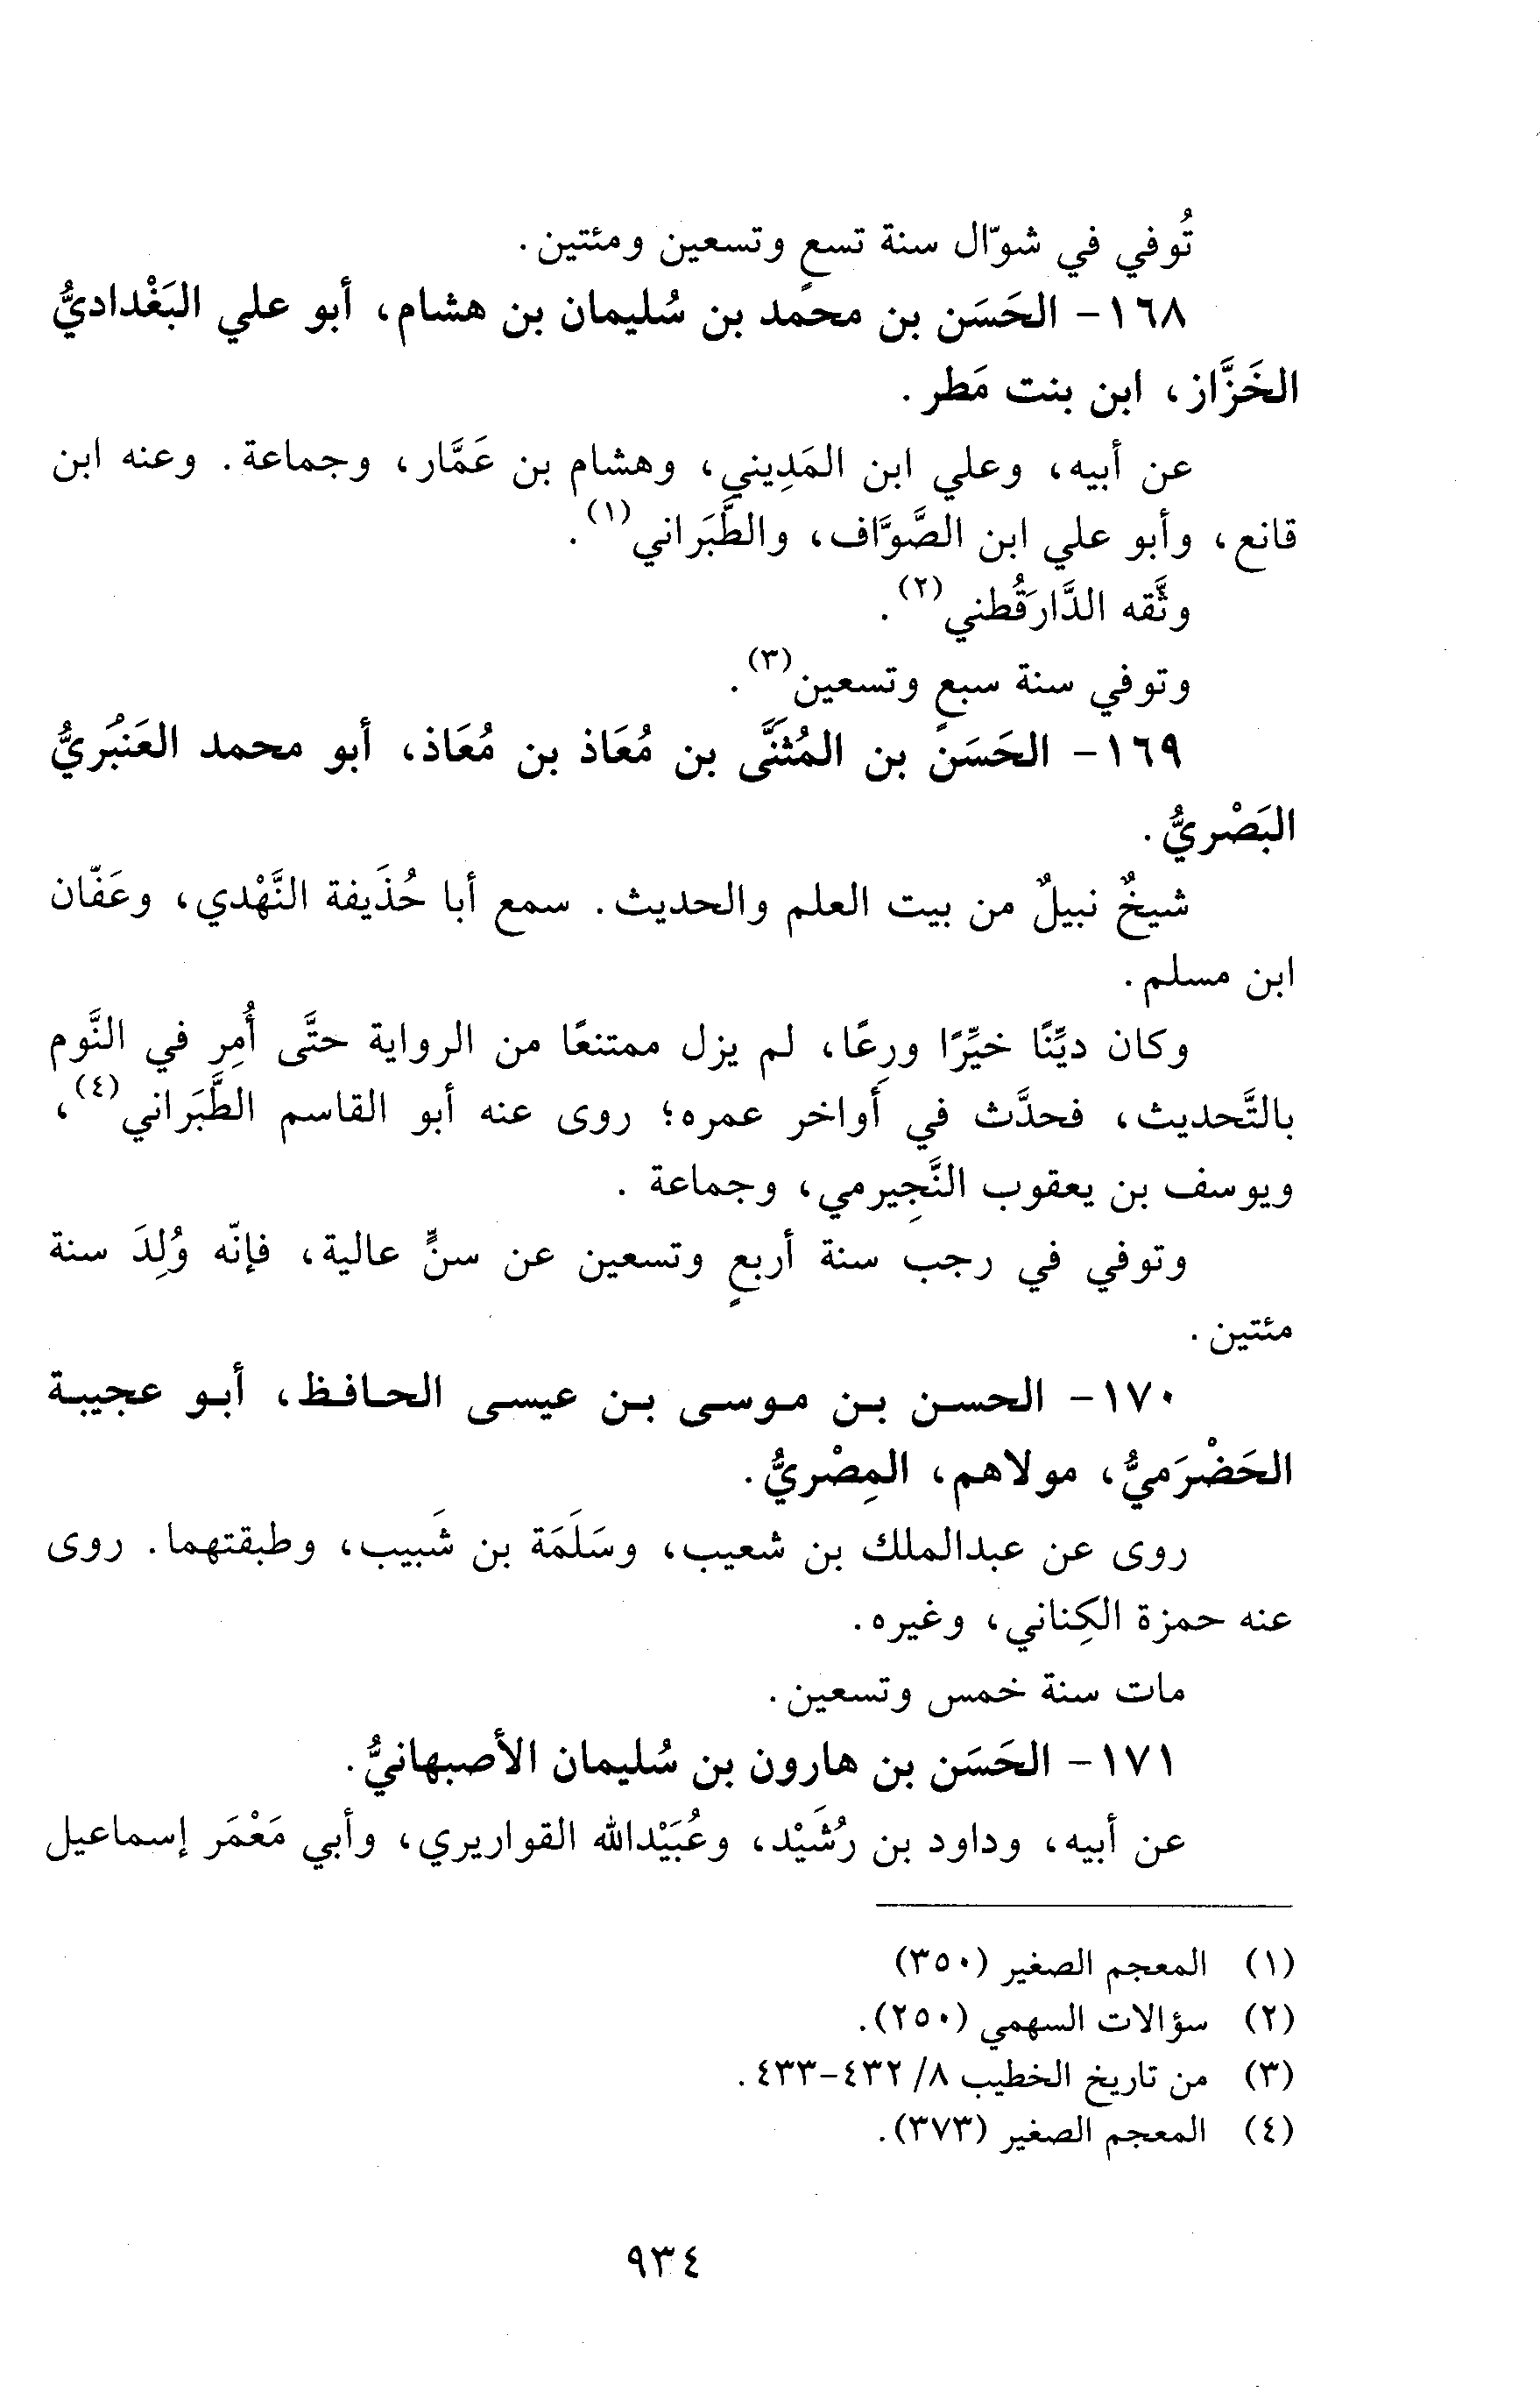 تُوفي في شوّال سنة تسعٍ وتسعين ومئتين.
١٦٨- الحَسَن بن محمد بن سُليمان بن هشام، أبو علي البَغْداديُّ
الخَزَّاز، ابن بنت مَطر.
عن أبيه، وعلي ابن المَدِيني، وهشام بن عَمَّار، وجماعة. وعنه ابن
قانع، وأبو علي ابن الصَّوَّاف، والطَّبَراني(١).
وثَّقه الدَّارَقُطني(٢).
وتوفي سنة سبعٍ وتسعين(٣).
١٦٩- الحَسَن بن المُثَنَّى بن مُعَاذ بن مُعَاذ، أبو محمد العَنْبَريُّ
البَصْريُّ.
شيخٌ نبيلٌ من بيت العلم والحديث. سمع أبا حُذَيفة النَّهْدي، وعَفّان
ابن مسلم.
وكان ديِّنًا خيِّرًا ورِعًا، لم يزل ممتنعًا من الرواية حتَّى أُمِر في النَّوم
بالتَّحديث، فحدَّث في أواخر عمره؛ روى عنه أبو القاسم الطَّبَراني(٤)،
ويوسف بن يعقوب النَّجِيرمي، وجماعة.
وتوفي في رجب سنة أربعٍ وتسعين عن سنٍّ عالية، فإنّه وُلِدَ سنة
مئتين.
١٧٠- الحسن بن موسى بن عيسى الحافظ، أبو عجيبة
الحَضْرَميُّ، مولاهم، المِصْريُّ.
روى عن عبدالملك بن شعيب، وسَلَمَة بن شَبيب، وطبقتهما. روى
عنه حمزة الكِناني، وغيره.
مات سنة خمس وتسعين.
١٧١- الحَسَن بن هارون بن سُليمان الأصبهانيُّ.
عن أبيه، وداود بن رُشَيْد، وعُبَيْدالله القواريري، وأبي مَعْمَر إسماعيل
(١) المعجم الصغير (٣٥٠)
(٢) سؤالات السهمي (٢٥٠).
(٣) من تاريخ الخطيب ٨/ ٤٣٢-٤٣٣.
(٤) المعجم الصغير (٣٧٣).
٩٣٤